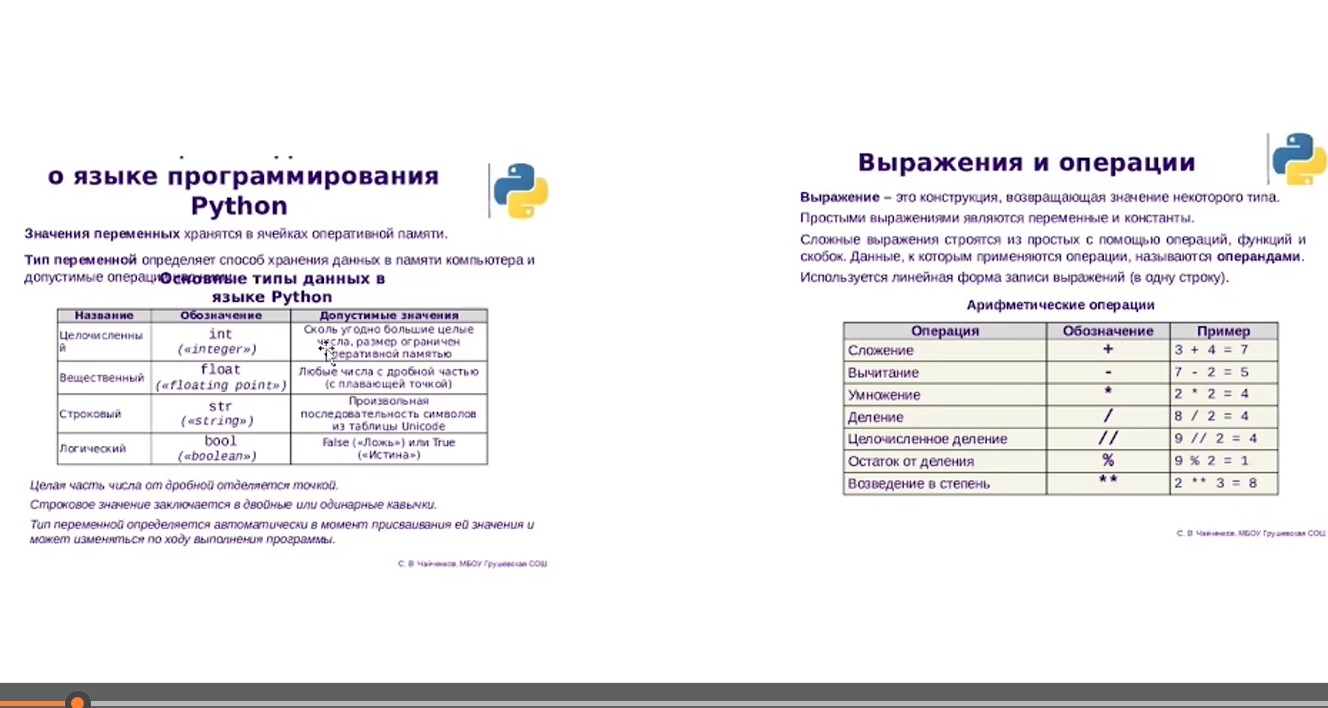 о языке программирования
Python
Значения переменных хранятся в ячейках оперативной памяти.
Тип переменной определяет способ хранения данных в памяти компьютера и
допустимые операции
Основные типы данных в
языке Python
Название Обозначение Допустимые значения
Целочисленны
й
int
(«integer»)
Сколь угодно большие целые
числа, размер ограничен
оперативной памятью
Вещественный
float
(«floating point»)
Любые числа с дробной частью
(с плавающей точкой)
Строковый
str
(«string»)
Произвольная
последовательность символов
из таблицы Unicode
Логический
bool
(«boolean»)
False («Ложь») или True
(«Истина»)
Целая часть числа от дробной отделяется точкой.
Строковое значение заключается в двойные или одинарные кавычки.
Тип переменной определяется автоматически в момент присваивания ей значения и
может изменяться по ходу выполнения программы.
С. В. Чайченков, МБОУ Грушевская СОШ
Выражения и операции
Выражение – это конструкция, возвращающая значение некоторого типа.
Простыми выражениями являются переменные и константы.
Сложные выражения строятся из простых с помощью операций, функций и
скобок. Данные, к которым применяются операции, называются операндами.
Используется линейная форма записи выражений (в одну строку).
Арифметические операции
Операция Обозначение Пример
Сложение + 3 + 4 = 7
Вычитание - 7 - 2 = 5
Умножение * 2 * 2 = 4
Деление / 8 / 2 = 4
Целочисленное деление // 9 // 2 = 4
Остаток от деления % 9 % 2 = 1
Возведение в степень ** 2 ** 3 = 8
С. В. Чайченков, МБОУ Грушевская СОШ